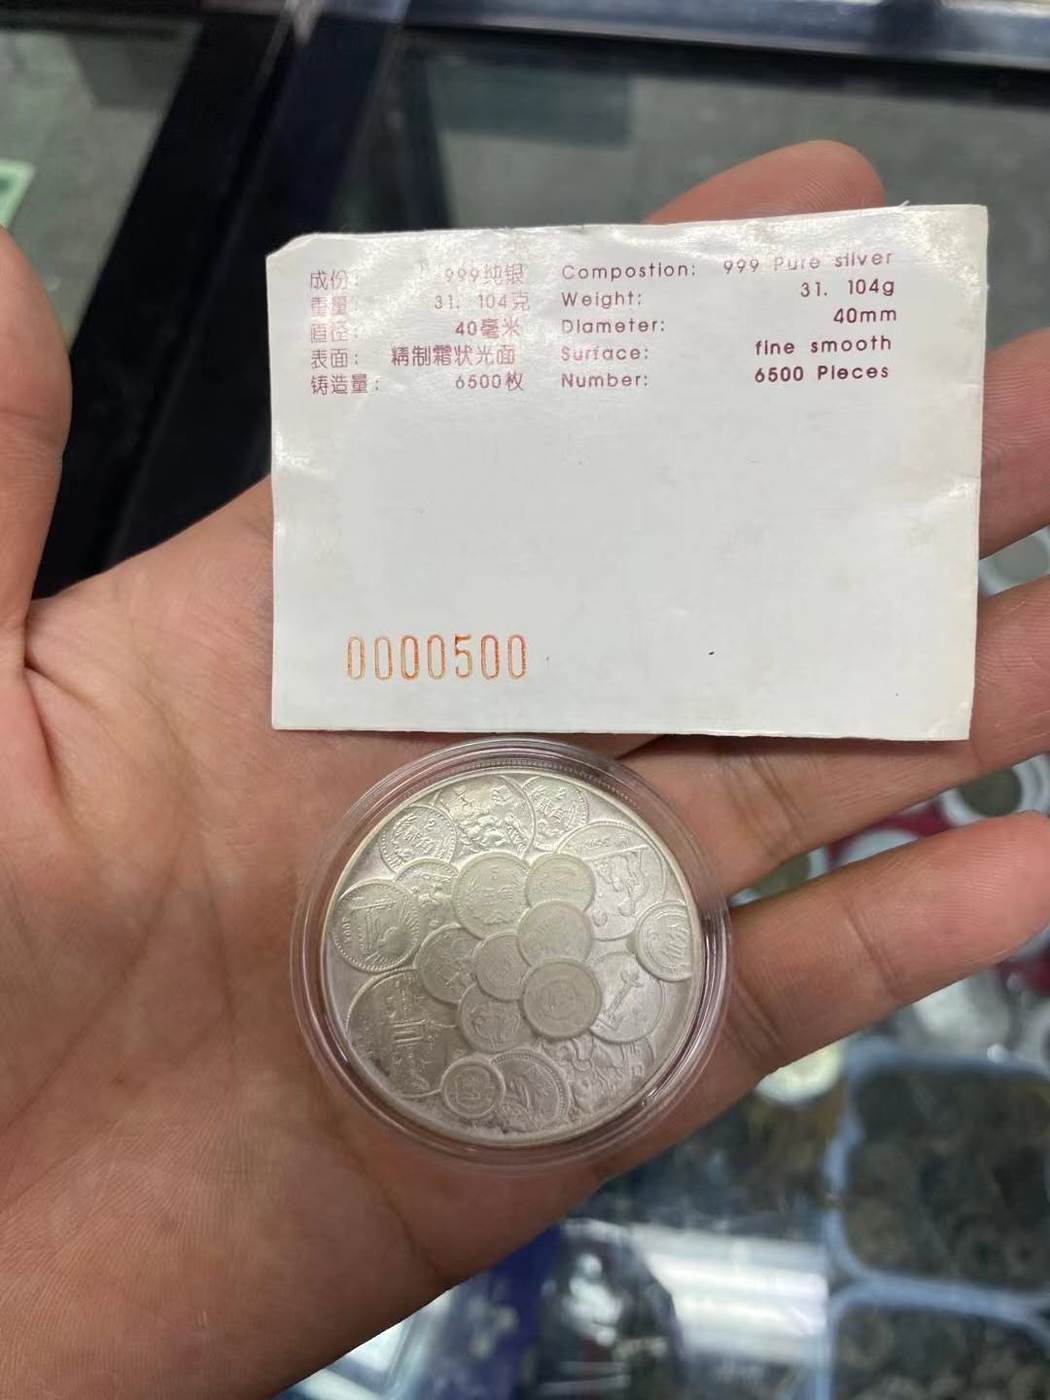 成份: 999纯银 Compostion: 999 Pure silver
重量: 31. 104克 Weight: 31. 104g
直径: 40毫米 Diameter: 40mm
表面: 精制霜状光面 Surface: fine smooth
铸造量: 6500枚 Number: 6500 Pieces
0000500